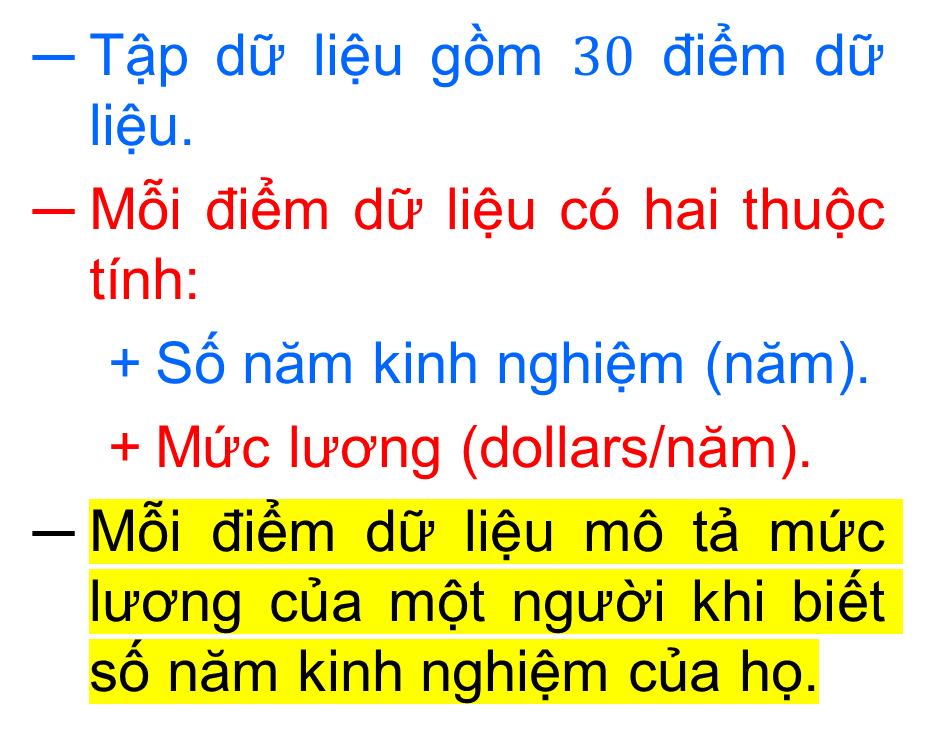 – Tập dữ liệu gồm 30 điểm dữ
liệu.
– Mỗi điểm dữ liệu có hai thuộc
tính:
+ Số năm kinh nghiệm (năm).
+ Mức lương (dollars/năm).
– Mỗi điểm dữ liệu mô tả mức
lương của một người khi biết
số năm kinh nghiệm của họ.